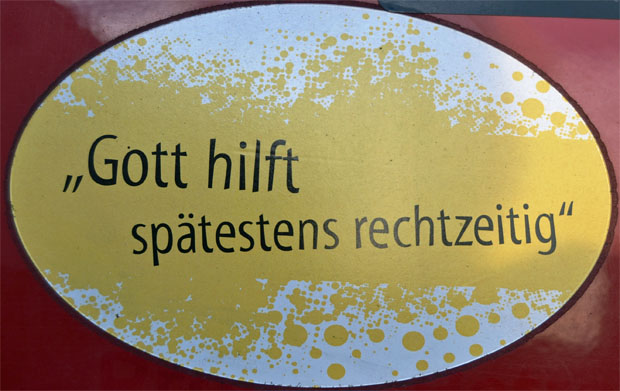 „Gott hilft
spätestens rechtzeitig“